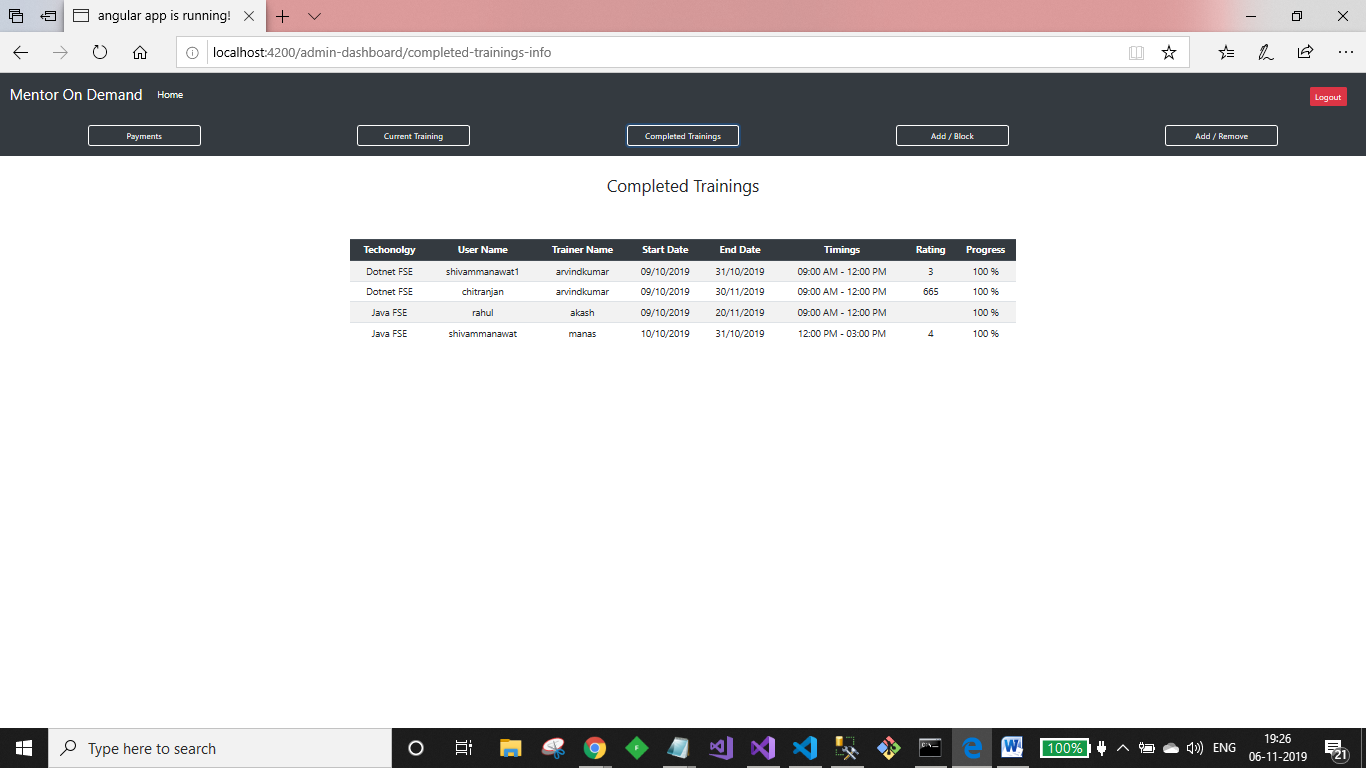 angular app is running!
localhost:4200/admin-dashboard/completed-trainings-info
Mentor On Demand Home
Logout
Payments Current Training Completed Trainings Add / Block Add / Remove
Completed Trainings
Techonolgy User Name Trainer Name Start Date End Date Timings Rating Progress
Dotnet FSE shivammanawat1 arvindkumar 09/10/2019 31/10/2019 09:00 AM - 12:00 PM 3 100 %
Dotnet FSE chitranjan arvindkumar 09/10/2019 30/11/2019 09:00 AM - 12:00 PM 665 100 %
Java FSE rahul akash 09/10/2019 20/11/2019 09:00 AM - 12:00 PM 100 %
Java FSE shivammanawat manas 10/10/2019 31/10/2019 12:00 PM - 03:00 PM 4 100 %
Type here to search
100%
ENG
19:26
06-11-2019
21